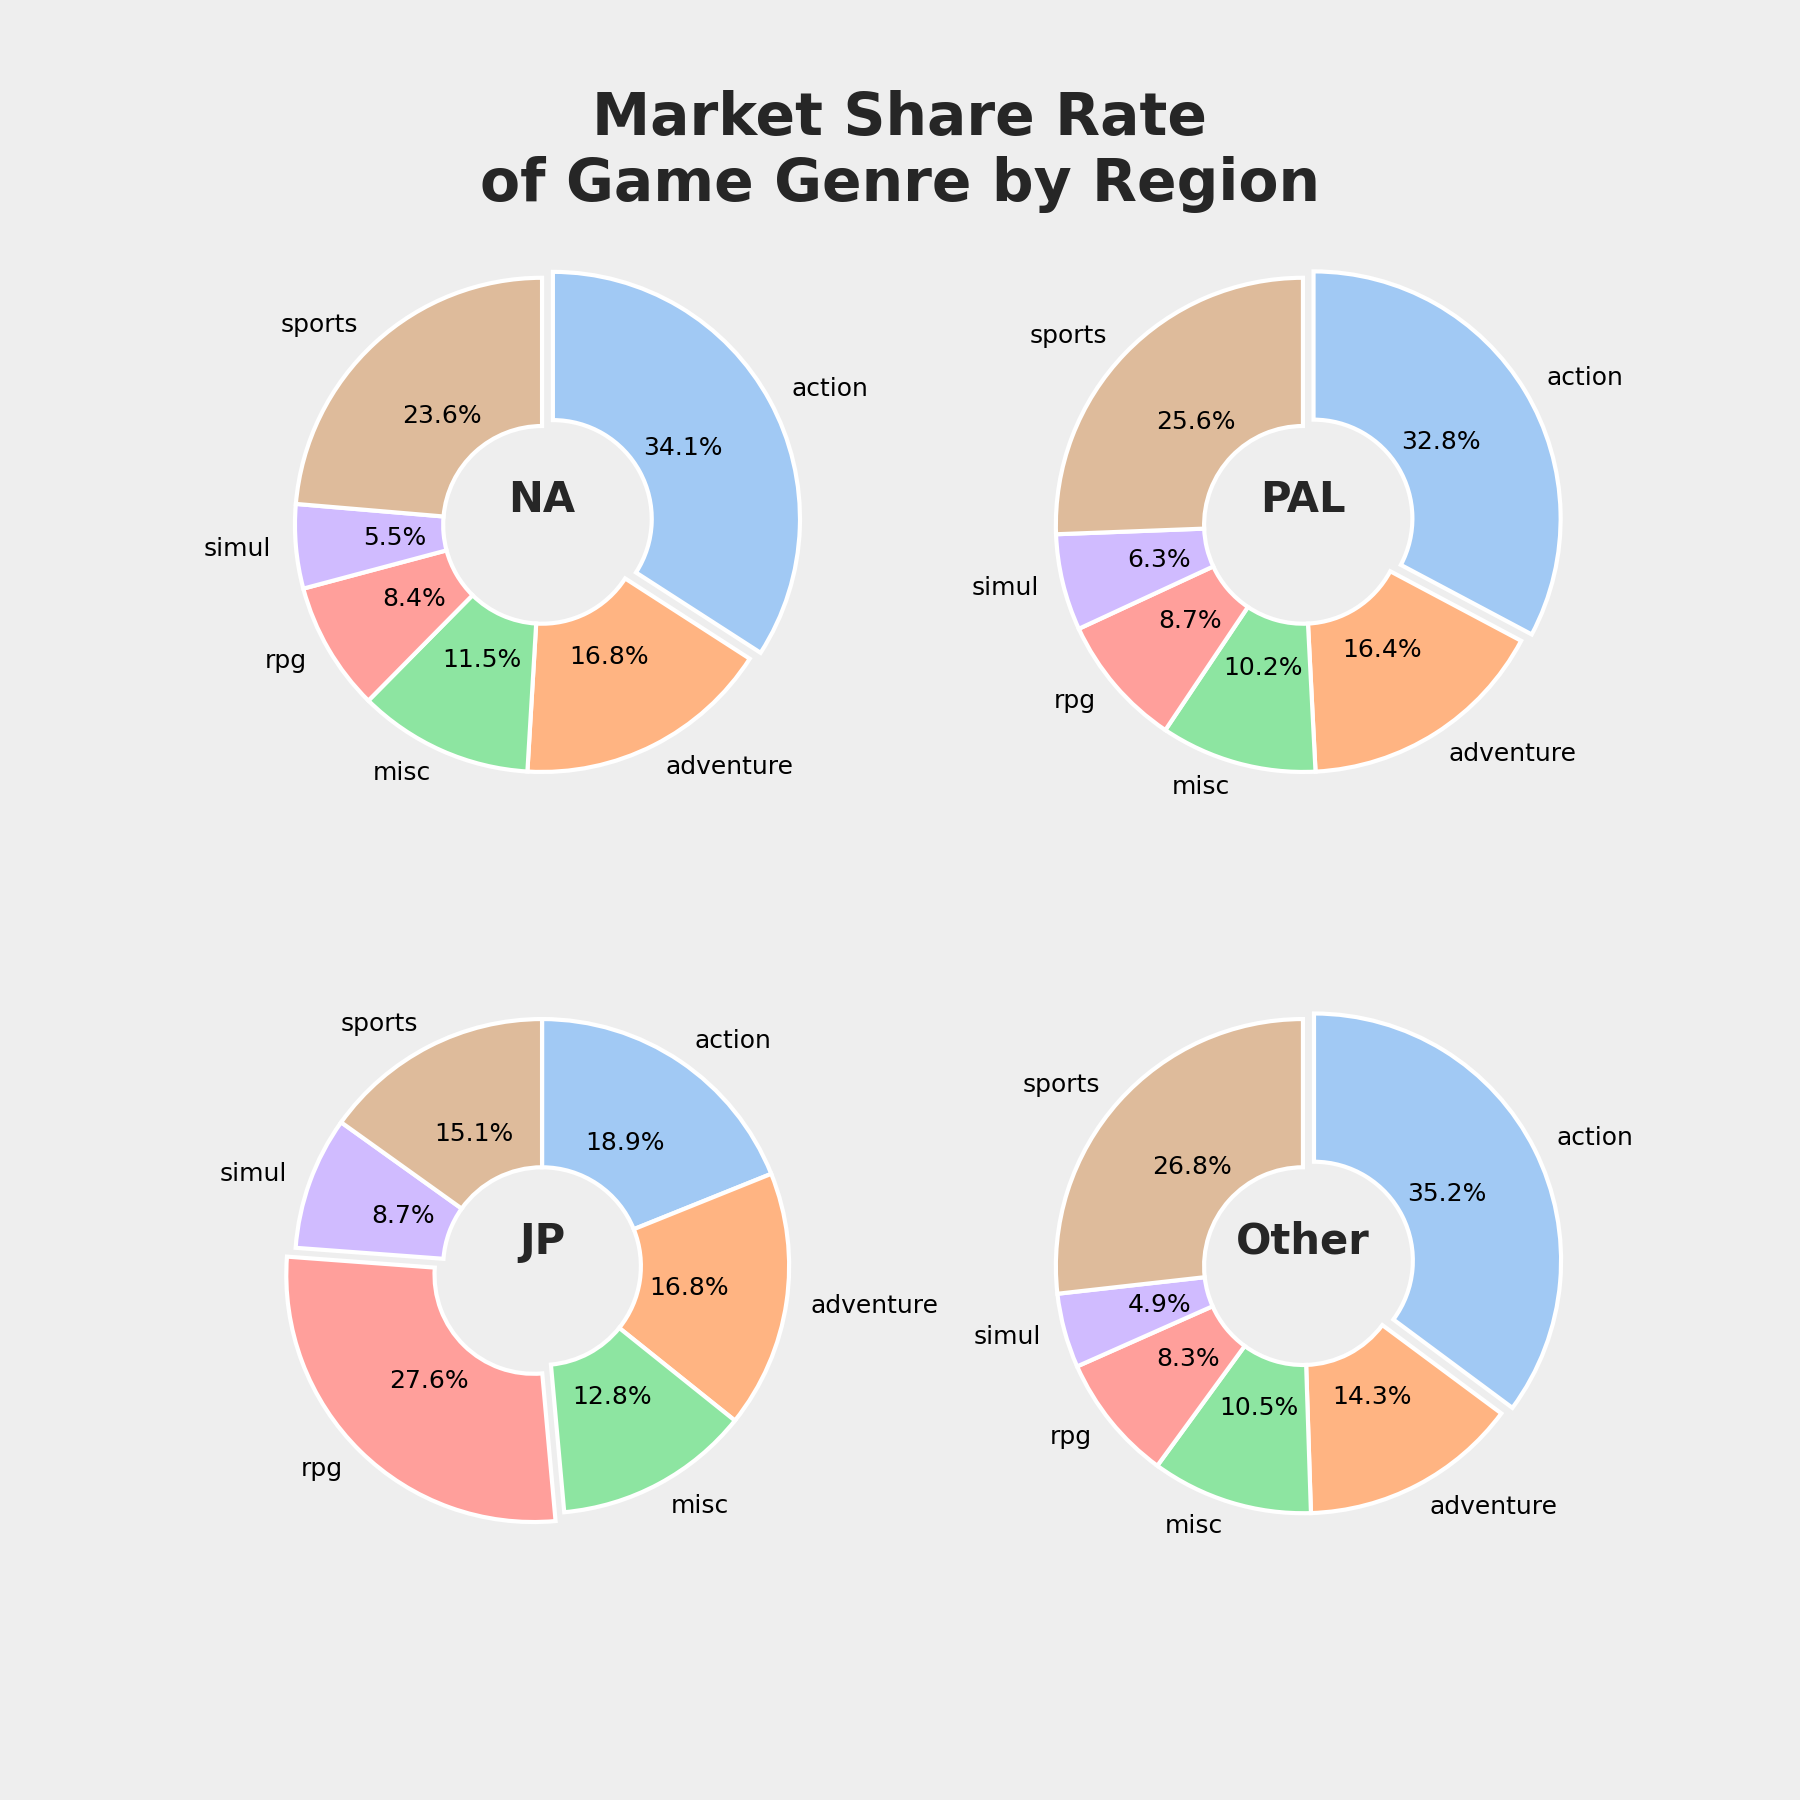 Market Share Rate
of Game Genre by Region
sports
action
23.6%
34.1%
NA
simul
5.5%
8.4%
rpg
11.5%
16.8%
misc
adventure
sports
action
25.6%
32.8%
PAL
simul
6.3%
8.7%
rpg
10.2%
16.4%
misc
adventure
sports
action
15.1%
18.9%
simul
8.7%
JP
16.8%
adventure
27.6%
12.8%
rpg
misc
sports
action
26.8%
35.2%
Other
simul
4.9%
8.3%
rpg
10.5%
14.3%
misc
adventure